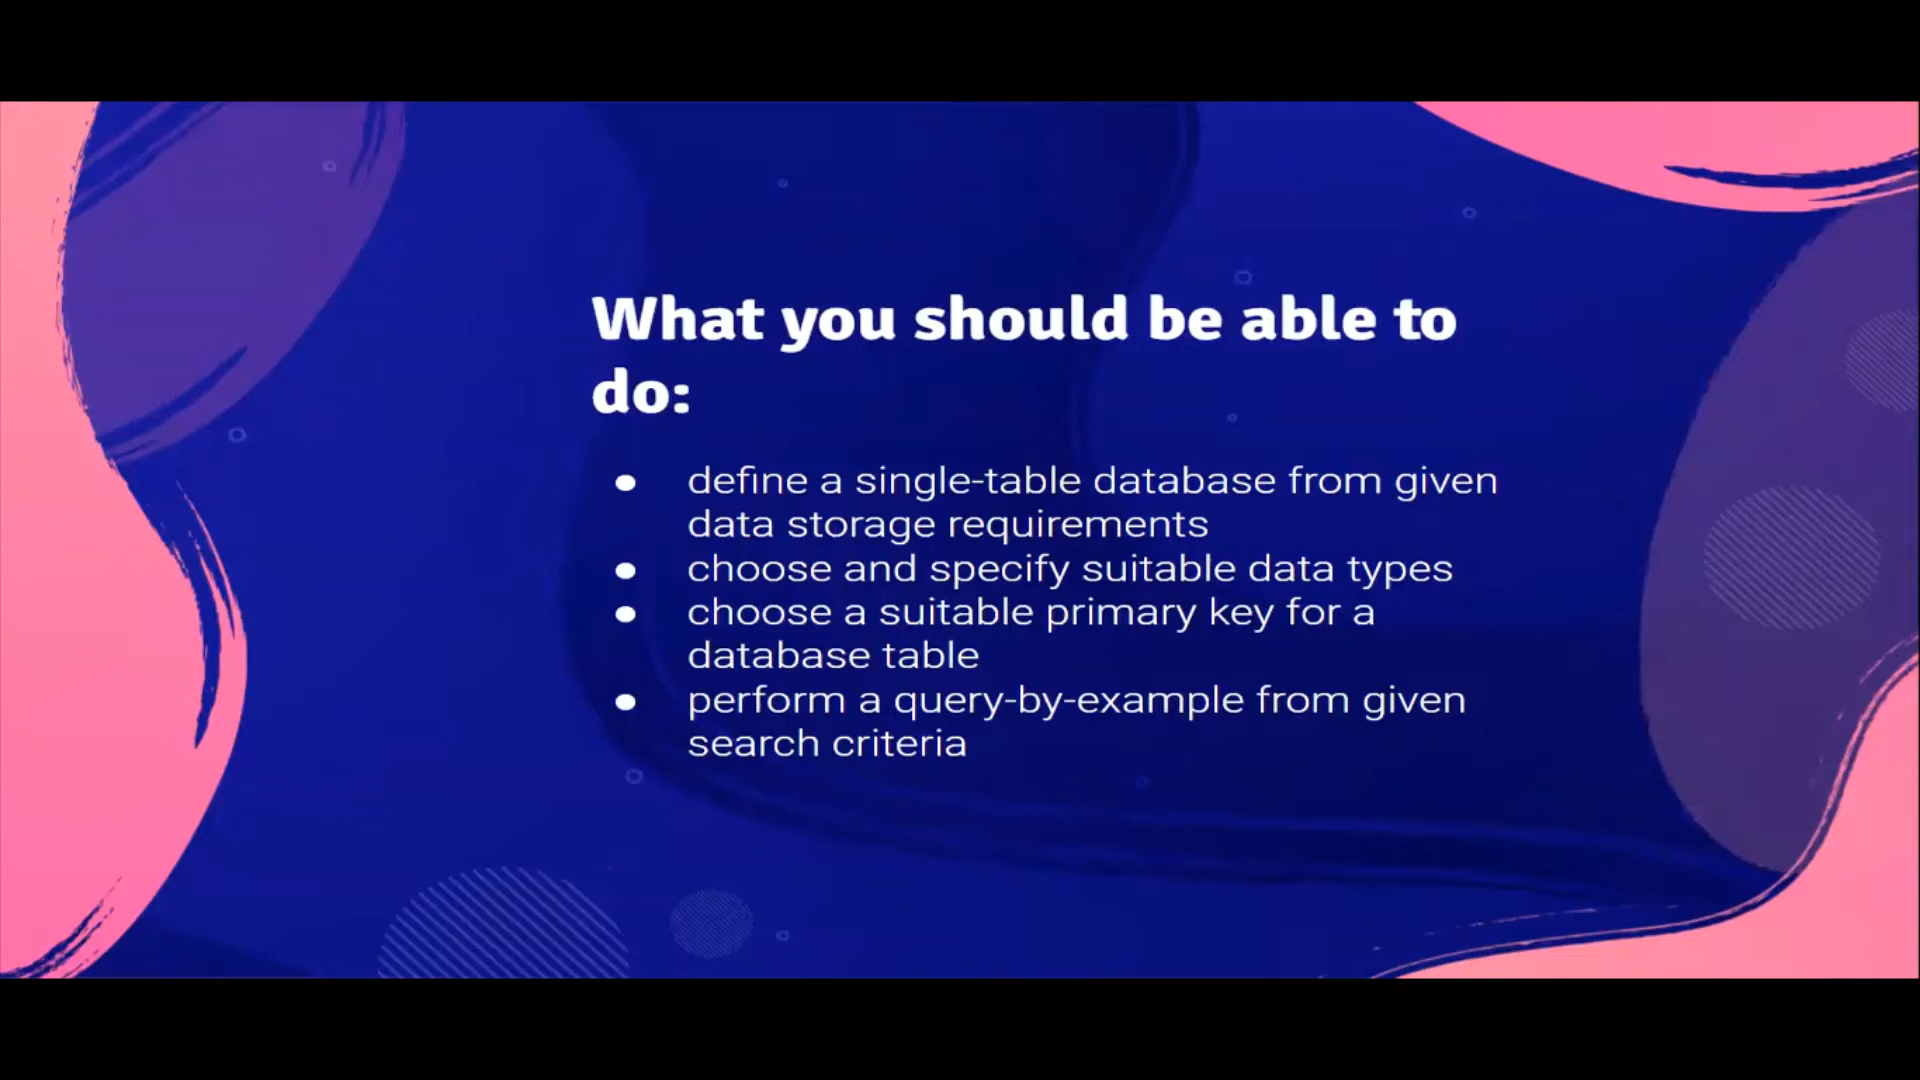 What you should be able to
do:
● define a single-table database from given
data storage requirements
● choose and specify suitable data types
● choose a suitable primary key for a
database table
● perform a query-by-example from given
search criteria